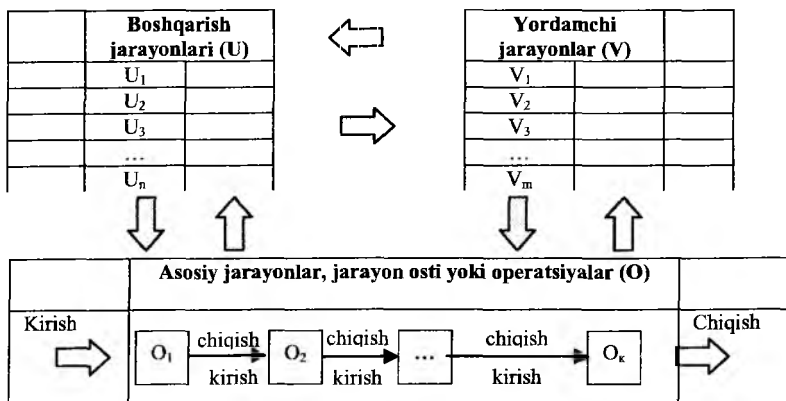 Boshqarish
jarayonlari (U)
U₁
U₂
U₃
...
Uₙ
Yordamchi
jarayonlar (V)
V₁
V₂
V₃
...
Vₘ
Asosiy jarayonlar, jarayon osti yoki operatsiyalar (O)
Kirish
O₁
chiqish
kirish
O₂
chiqish
kirish
...
chiqish
kirish
Oₖ
Chiqish